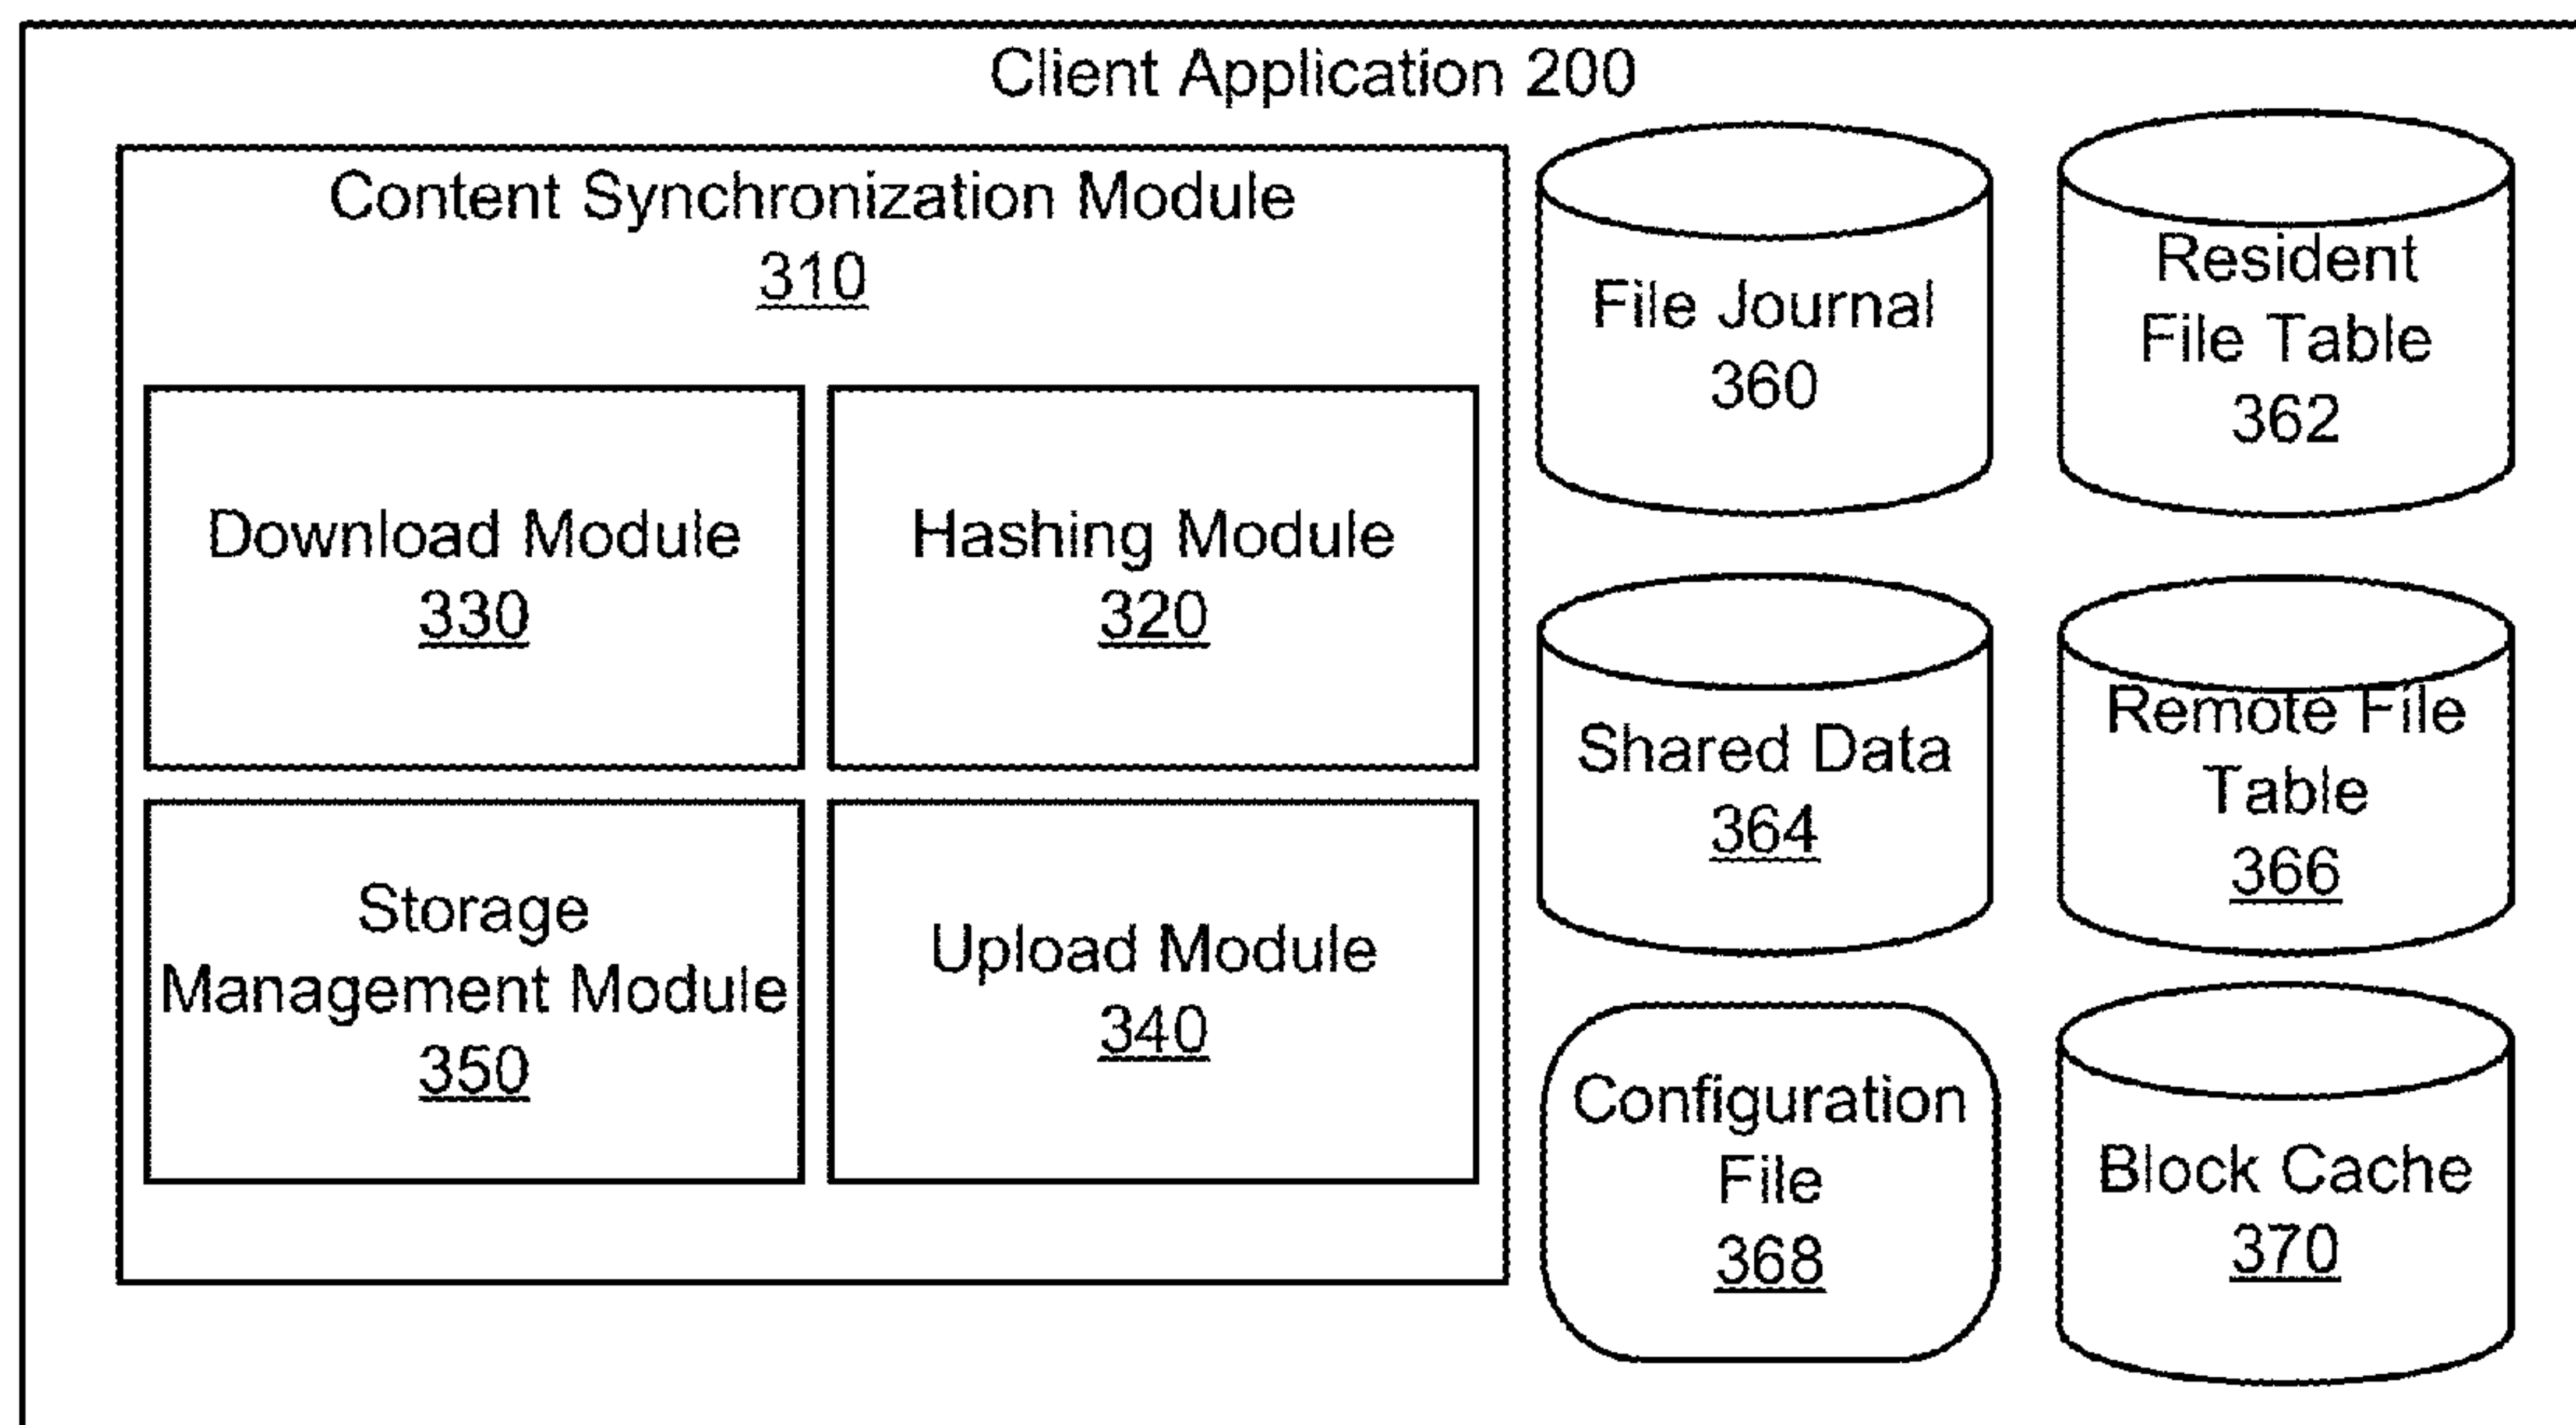 Client Application 200
Content Synchronization Module
310
Download Module
330
Hashing Module
320
Storage
Management Module
350
Upload Module
340
File Journal
360
Resident
File Table
362
Shared Data
364
Remote File
Table
366
Configuration
File
368
Block Cache
370